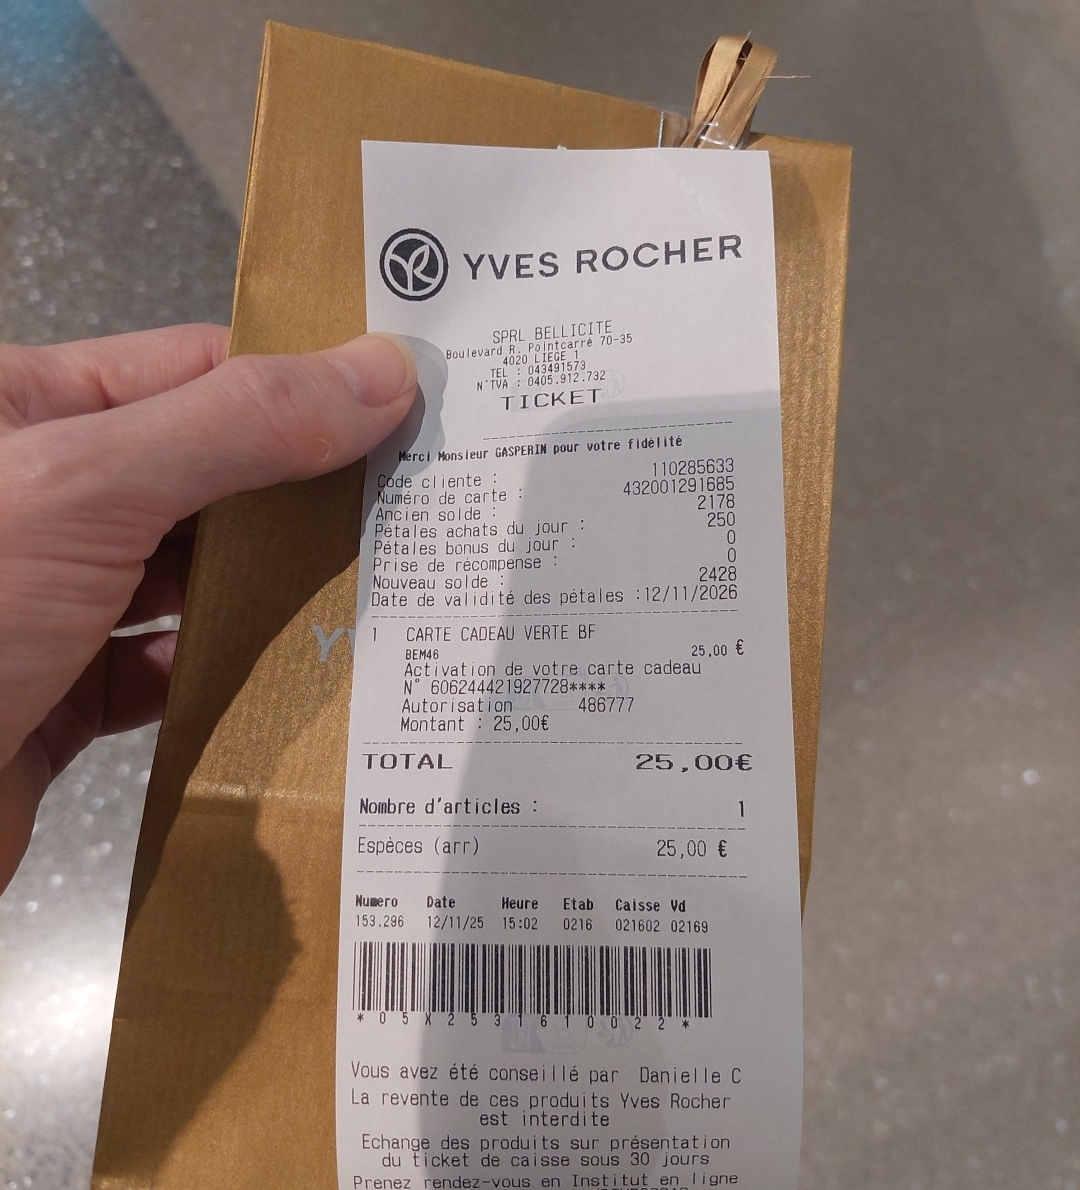 YVES ROCHER
SPRL BELLICITE
Boulevard R. Pointcarré 70-35
4020 LIEGE 1
TEL : 043491573
N°TVA : 0405.912.732
TICKET
Merci Monsieur GASPERIN pour votre fidélité
Code cliente : 110285633
Numéro de carte : 432001291685
Ancien solde : 2178
Pétales achats du jour : 250
Pétales bonus du jour : 0
Prise de récompense : 0
Nouveau solde : 2428
Date de validité des pétales :12/11/2026
1 CARTE CADEAU VERTE BF
BEM46 25,00 €
Activation de votre carte cadeau
N° 606244421927728****
Autorisation 486777
Montant : 25,00€
TOTAL 25,00€
Nombre d'articles : 1
Espèces (arr) 25,00 €
Numero Date Heure Etab Caisse Vd
153.296 12/11/25 15:02 0216 021602 02169
*05X2531610022*
Vous avez été conseillé par Danielle C
La revente de ces produits Yves Rocher
est interdite
Echange des produits sur présentation
du ticket de caisse sous 30 jours
Prenez rendez-vous en Institut en ligne